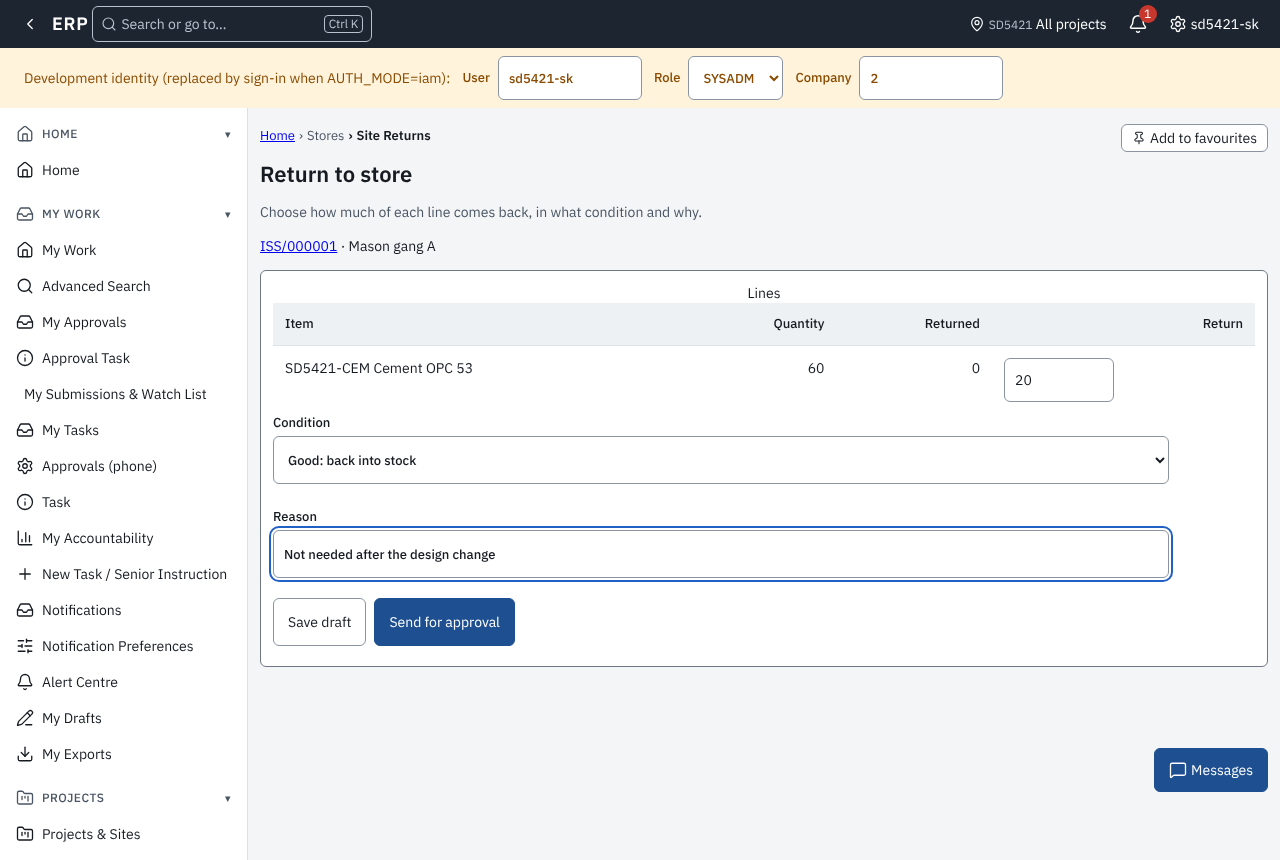 ERP Search or go to... Ctrl K SD5421 All projects 1 sd5421-sk
Development identity (replaced by sign-in when AUTH_MODE=iam): User sd5421-sk Role SYSADM Company 2
HOME
Home
MY WORK
My Work
Advanced Search
My Approvals
Approval Task
My Submissions & Watch List
My Tasks
Approvals (phone)
Task
My Accountability
New Task / Senior Instruction
Notifications
Notification Preferences
Alert Centre
My Drafts
My Exports
PROJECTS
Projects & Sites
Home › Stores › Site Returns
Add to favourites
Return to store
Choose how much of each line comes back, in what condition and why.
ISS/000001 · Mason gang A
Lines
Item Quantity Returned Return
SD5421-CEM Cement OPC 53 60 0 20
Condition
Good: back into stock
Reason
Not needed after the design change
Save draft Send for approval
Messages